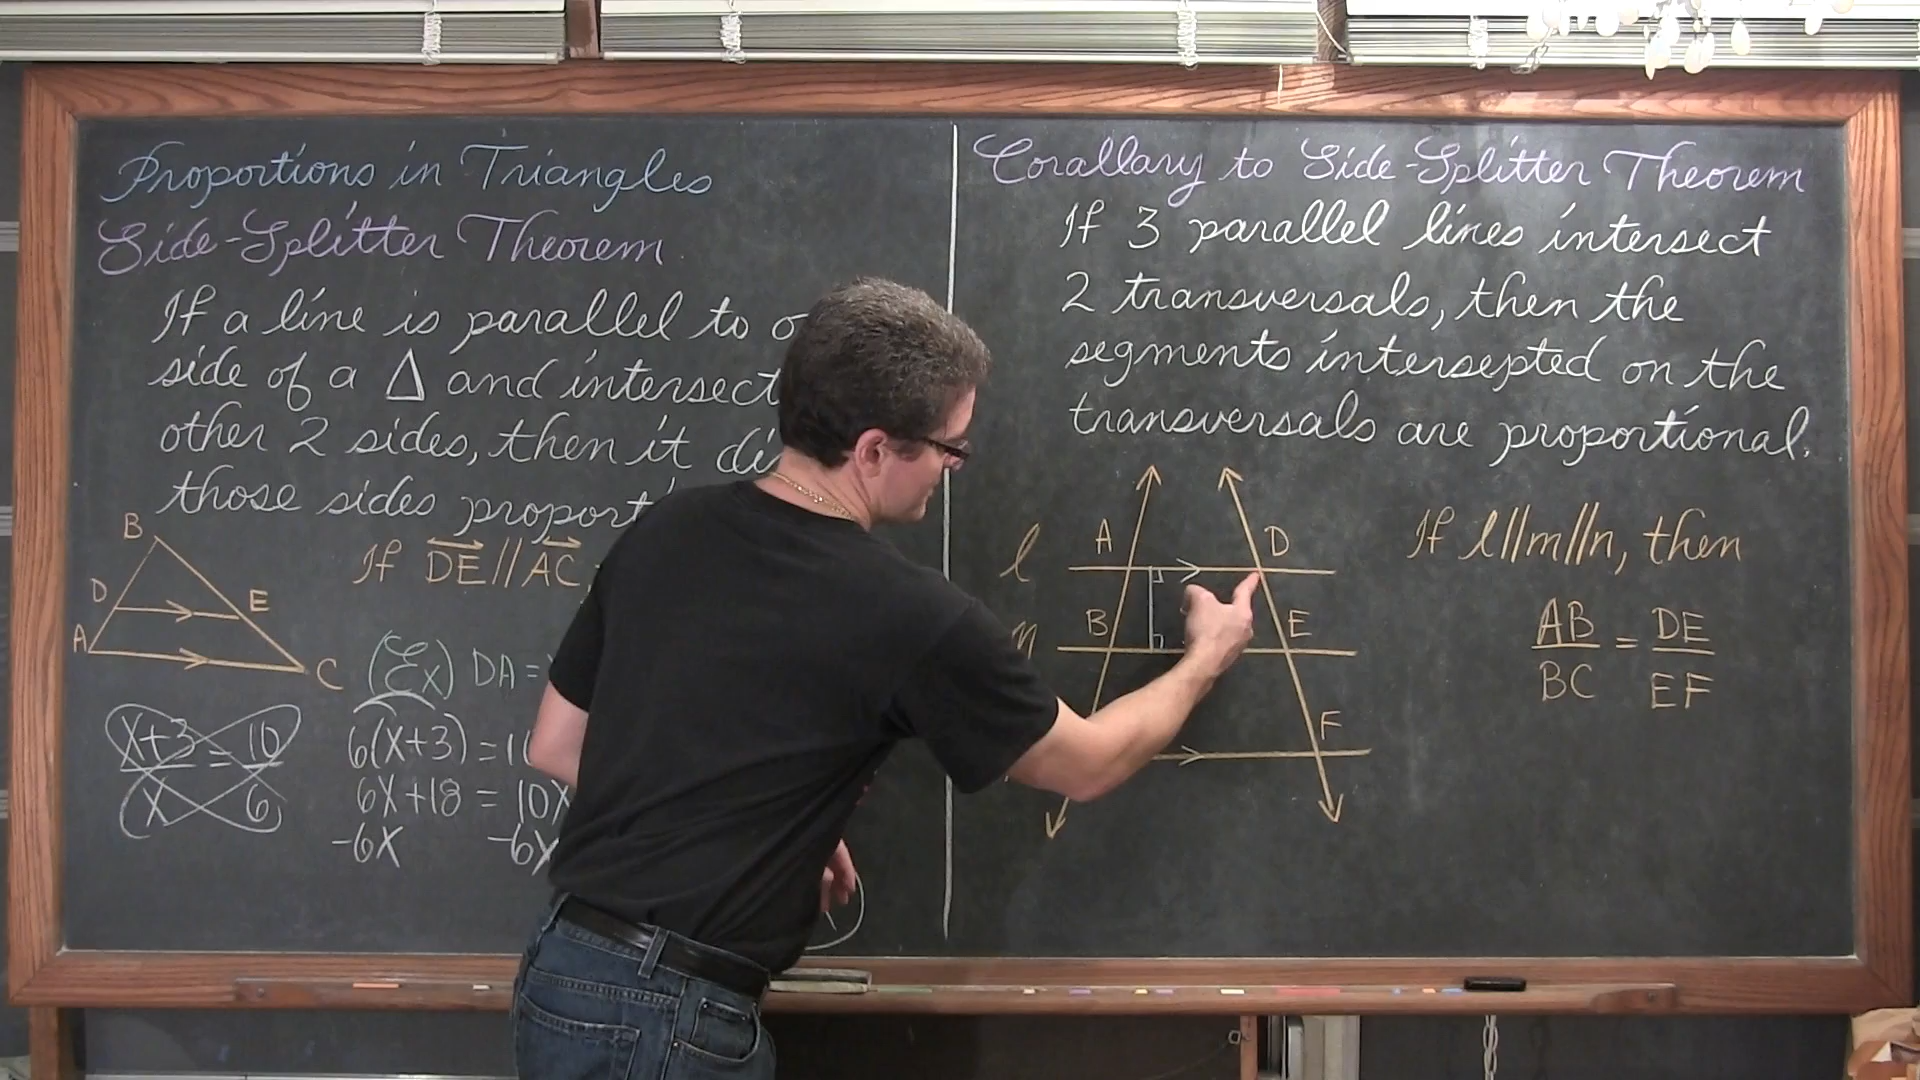 Proportions in Triangles
Side-Splitter Theorem
If a line is parallel to
side of a Δ and intersect
other 2 sides, then it
those sides
B
D
E
A
C
If DE // AC
(Ex) DA =
x+3 = 10
x 6
6(x+3) =
6x+18 = 10x
-6x -6x
Corallary to Side-Splitter Theorem
If 3 parallel lines intersect
2 transversals, then the
segments intersepted on the
transversals are proportional.
l
A
D
B
E
F
If l//m//n, then
AB = DE
BC EF